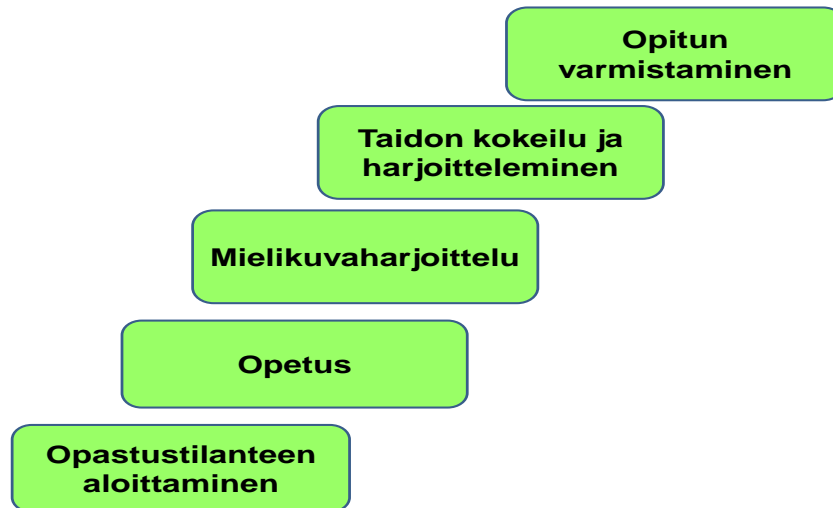 Opitun
varmistaminen
Taidon kokeilu ja
harjoitteleminen
Mielikuvaharjoittelu
Opetus
Opastustilanteen
aloittaminen